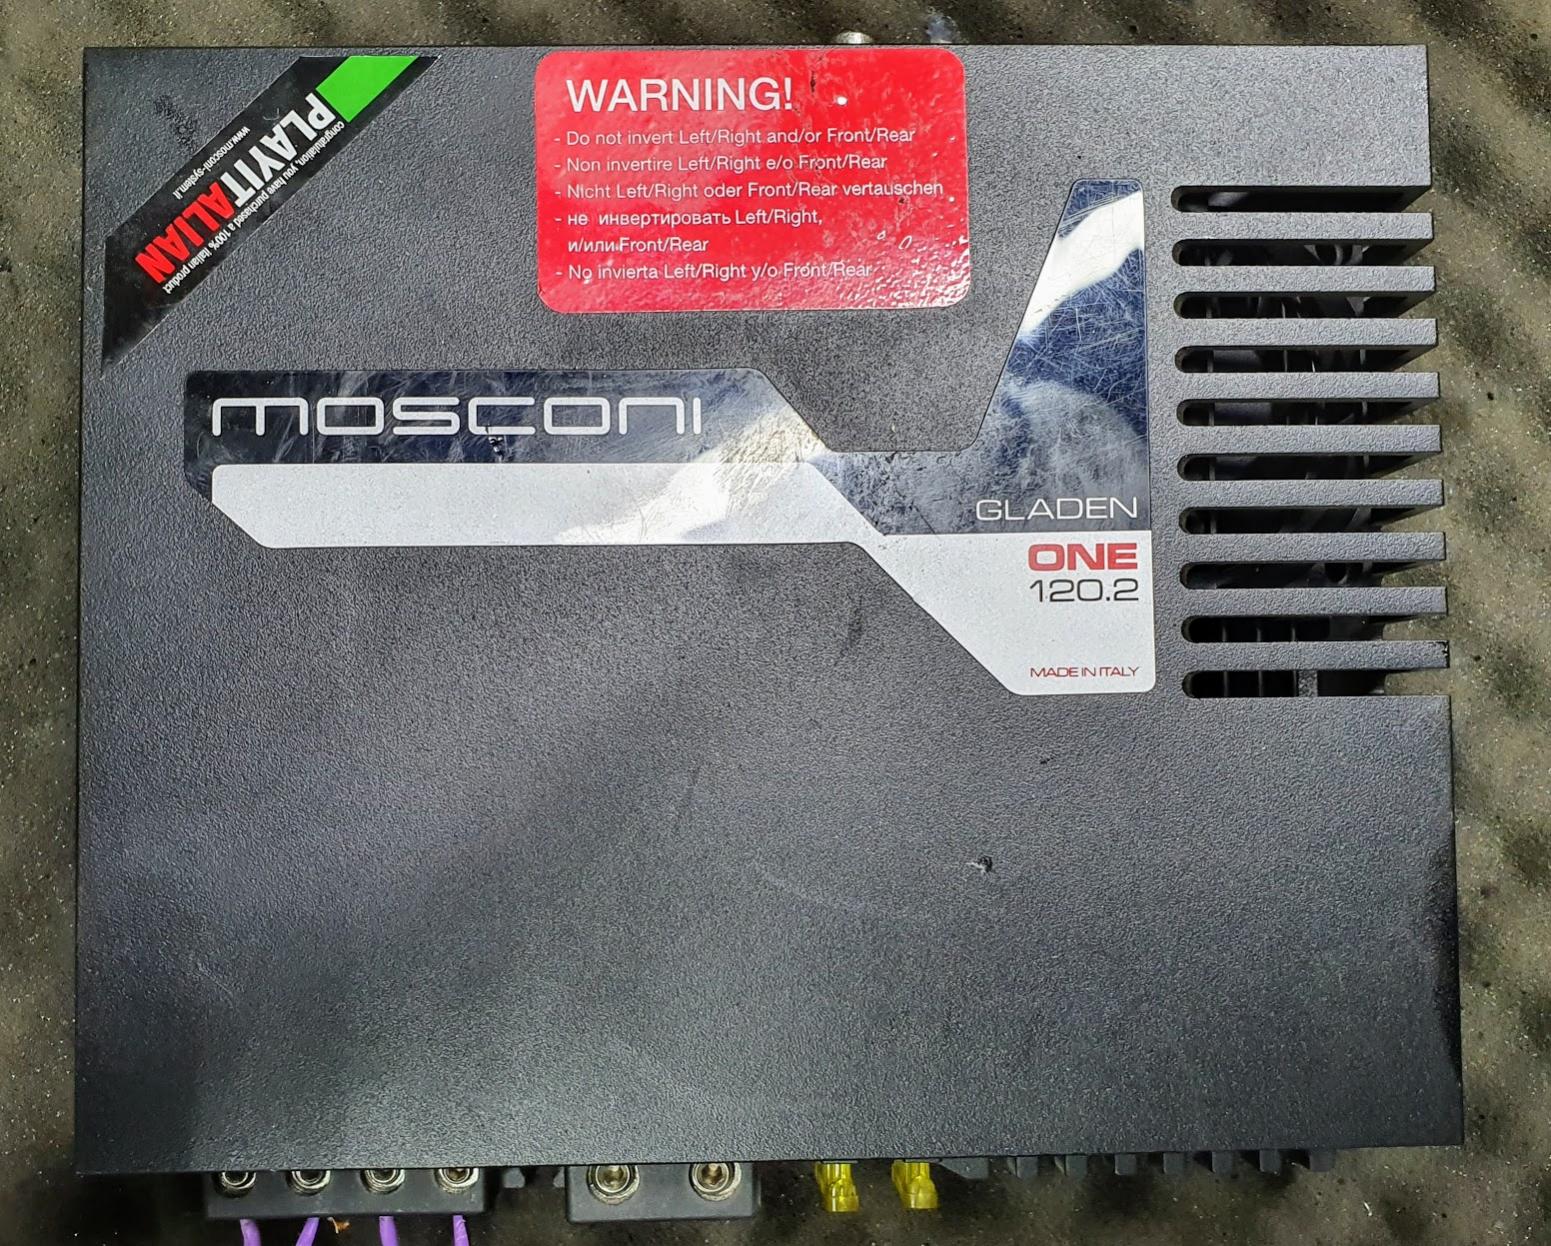 congratulation, you have purchased a 100% italian product
PLAYITALIAN
www.mosconi-system.it
WARNING!
- Do not invert Left/Right and/or Front/Rear
- Non invertire Left/Right e/o Front/Rear
- NIcht Left/Right oder Front/Rear vertauschen
- не инвертировать Left/Right,
и/или Front/Rear
- No invierta Left/Right y/o Front/Rear
mosconi
GLADEN
ONE
120.2
MADE IN ITALY